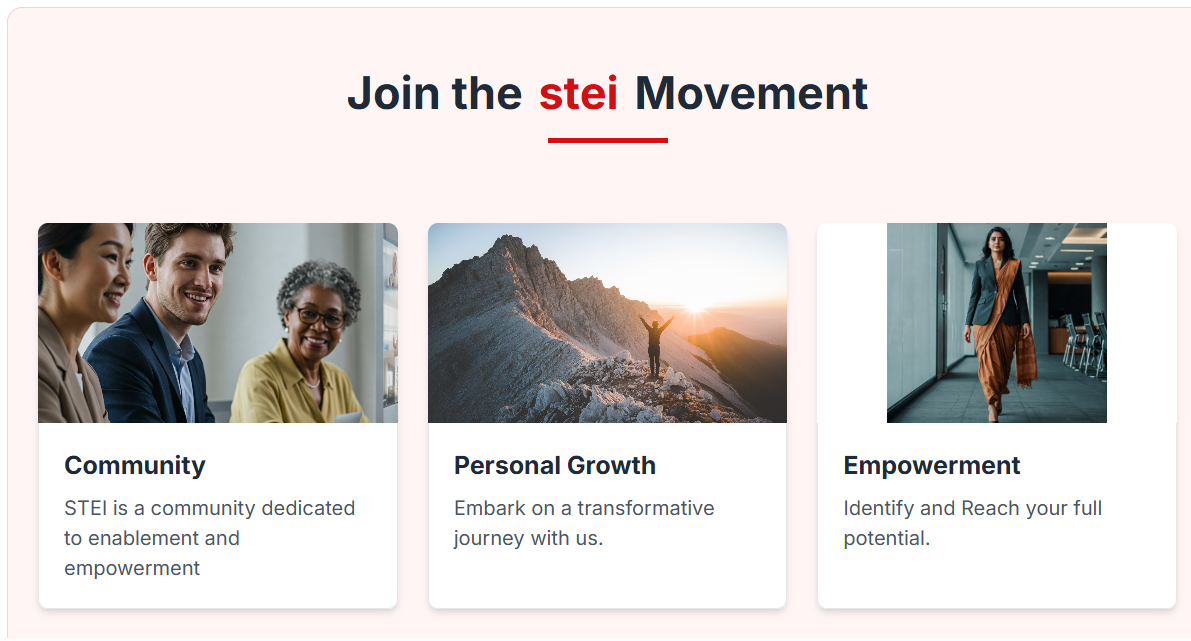 Join the stei Movement
Community
STEI is a community dedicated
to enablement and
empowerment
Personal Growth
Embark on a transformative
journey with us.
Empowerment
Identify and Reach your full
potential.